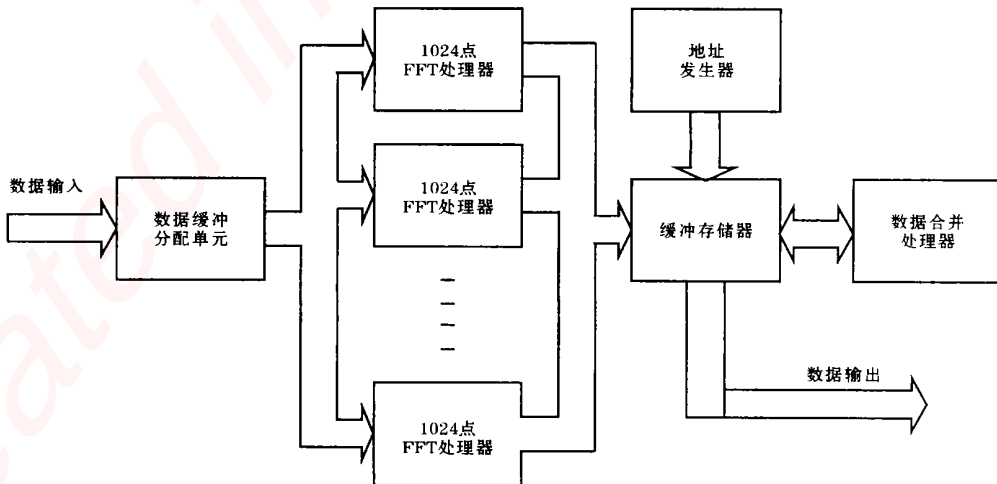 1024点
FFT处理器
地址
发生器
数据输入
数据缓冲
分配单元
1024点
FFT处理器
缓冲存储器
数据合并
处理器
数据输出
1024点
FFT处理器